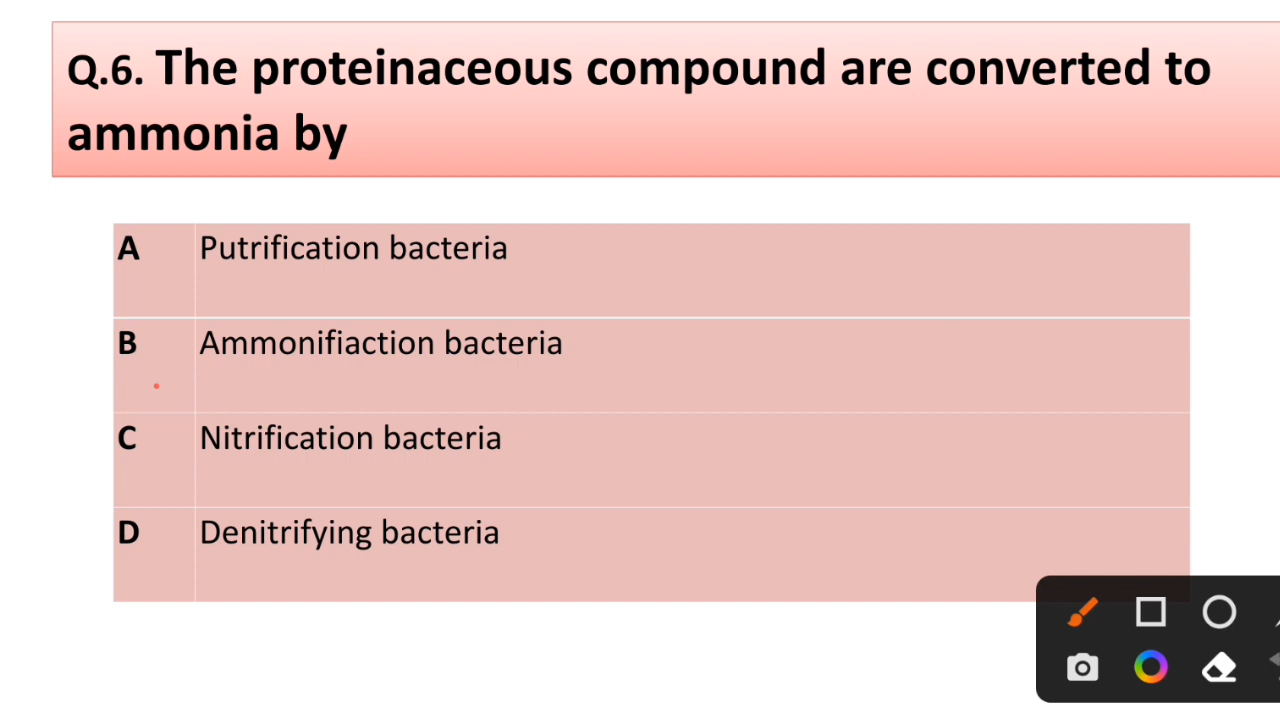 Q.6. The proteinaceous compound are converted to
ammonia by
A Putrification bacteria
B Ammonifiaction bacteria
C Nitrification bacteria
D Denitrifying bacteria